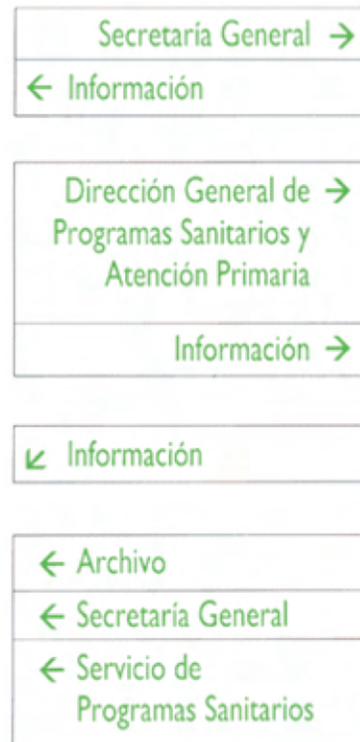 Secretaría General →
← Información
Dirección General de →
Programas Sanitarios y
Atención Primaria
Información →
↙ Información
← Archivo
← Secretaría General
← Servicio de
Programas Sanitarios